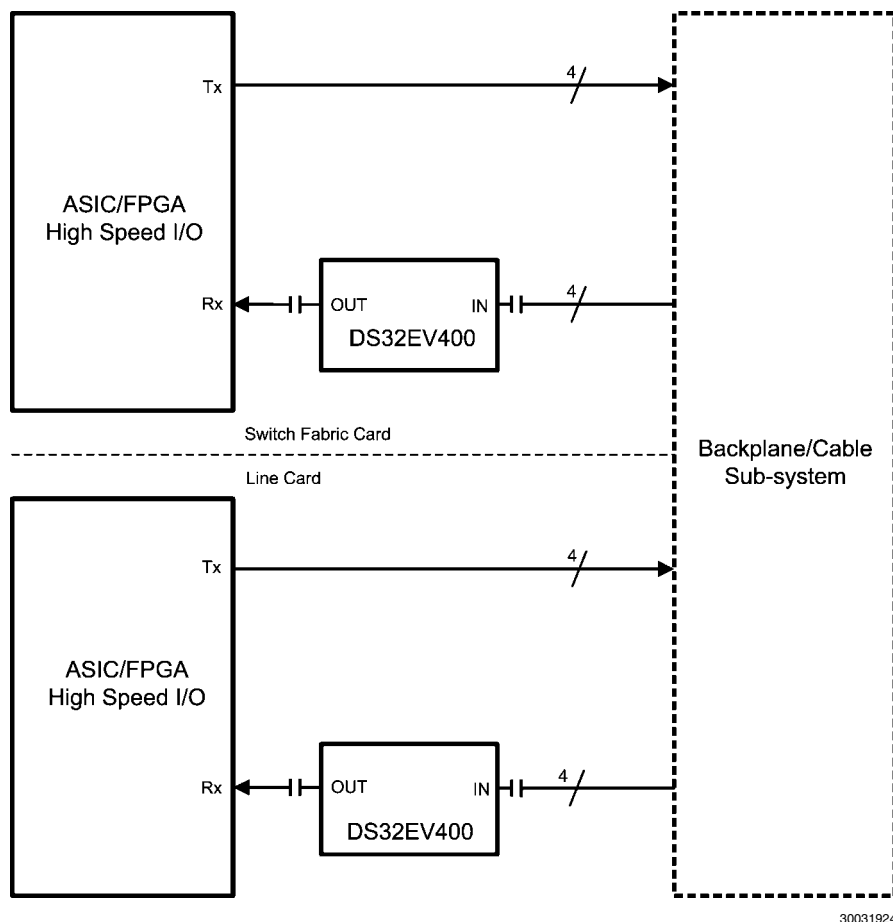 Tx
4
ASIC/FPGA
High Speed I/O
Rx
OUT
IN
4
DS32EV400
Switch Fabric Card
Line Card
Backplane/Cable
Sub-system
Tx
4
ASIC/FPGA
High Speed I/O
Rx
OUT
IN
4
DS32EV400
30031924